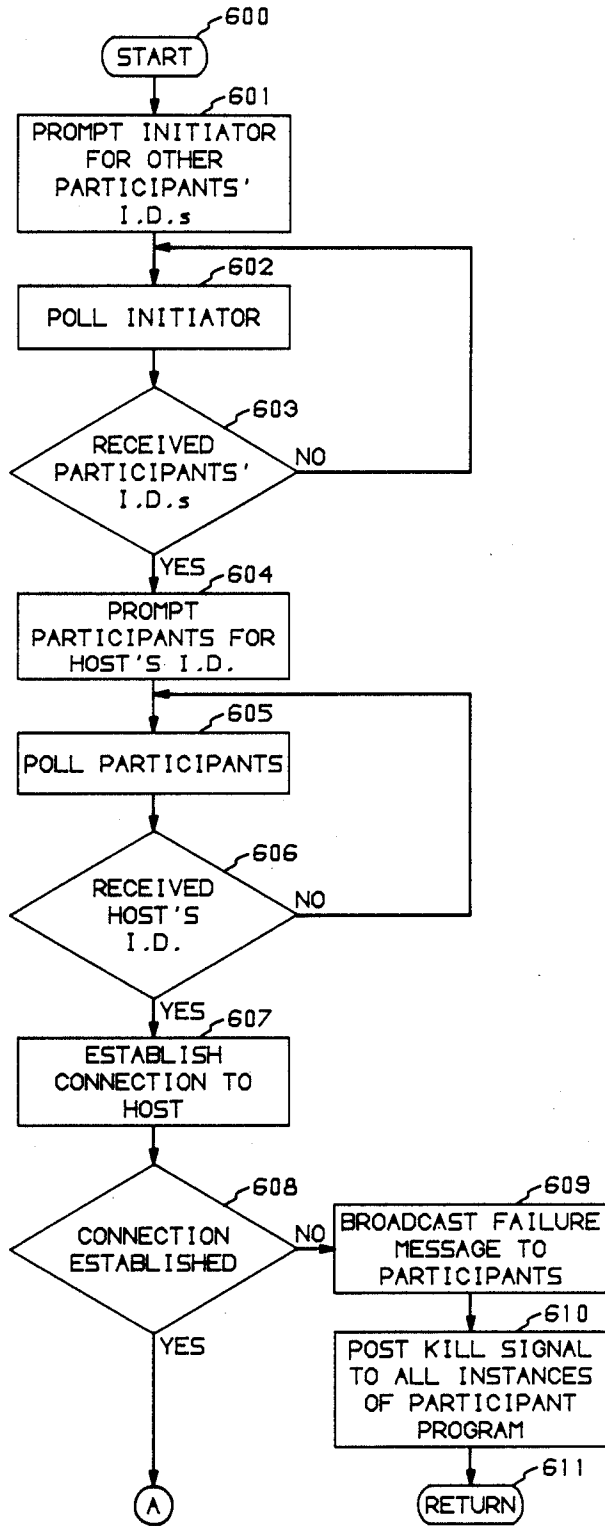 600
START
601
PROMPT INITIATOR
FOR OTHER
PARTICIPANTS'
I.D.s
602
POLL INITIATOR
603
RECEIVED
PARTICIPANTS'
I.D.s
NO
YES
604
PROMPT
PARTICIPANTS FOR
HOST'S I.D.
605
POLL PARTICIPANTS
606
RECEIVED
HOST'S
I.D.
NO
YES
607
ESTABLISH
CONNECTION TO
HOST
608
CONNECTION
ESTABLISHED
NO
YES
609
BROADCAST FAILURE
MESSAGE TO
PARTICIPANTS
610
POST KILL SIGNAL
TO ALL INSTANCES
OF PARTICIPANT
PROGRAM
611
RETURN
A